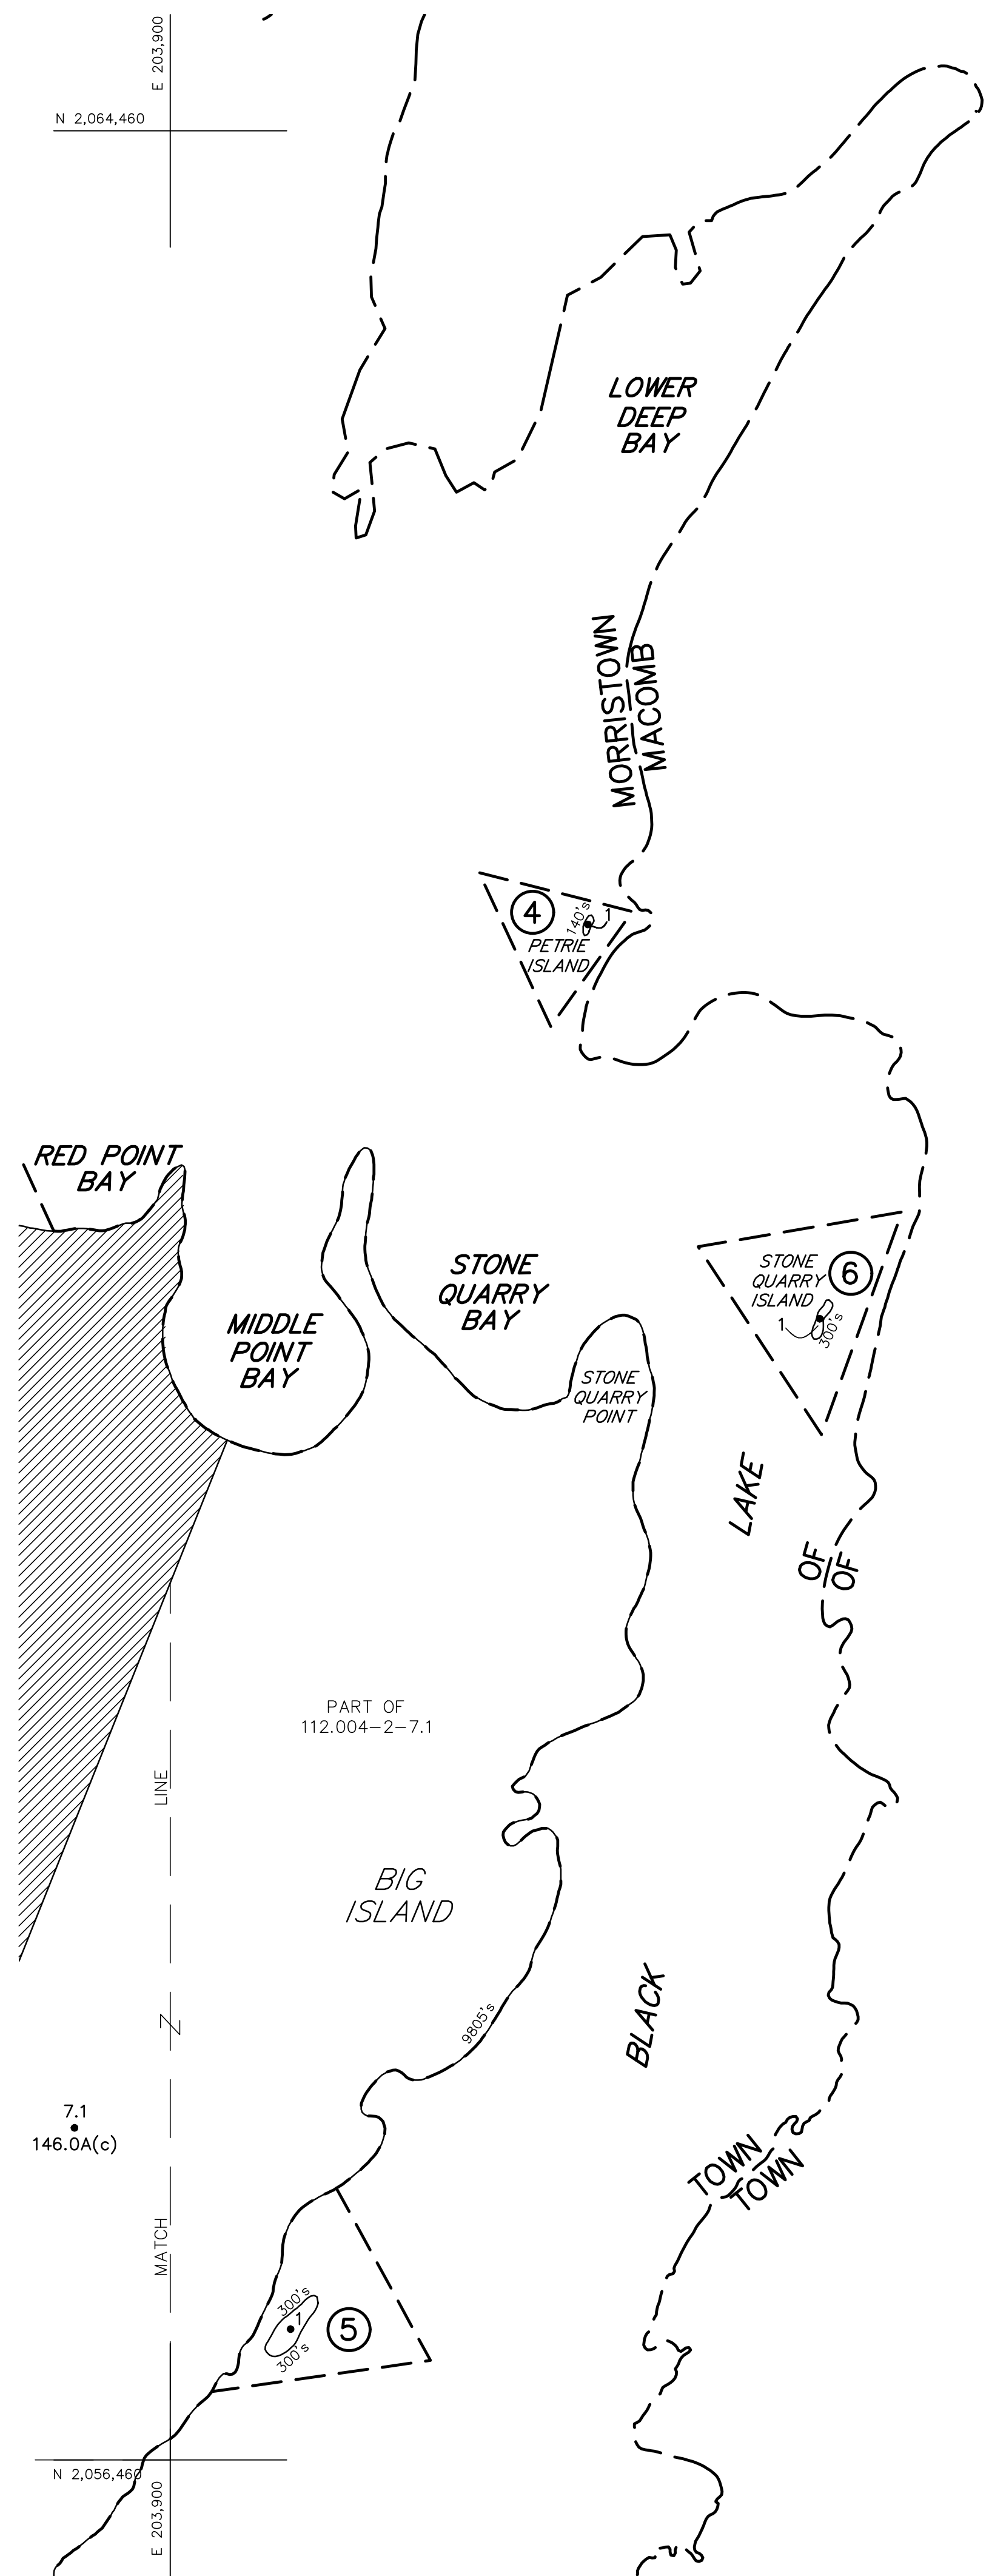 E 203,900
N 2,064,460
LOWER
DEEP
BAY
MORRISTOWN
MACOMB
4
140's
1
PETRIE
ISLAND
RED POINT
BAY
STONE
QUARRY
BAY
STONE
QUARRY
ISLAND
6
1
300's
MIDDLE
POINT
BAY
STONE
QUARRY
POINT
LAKE
OF
OF
PART OF
112.004-2-7.1
LINE
BIG
ISLAND
BLACK
9805's
Z
7.1
146.0A(c)
TOWN
TOWN
MATCH
300's
1
5
300's
N 2,056,460
E 203,900